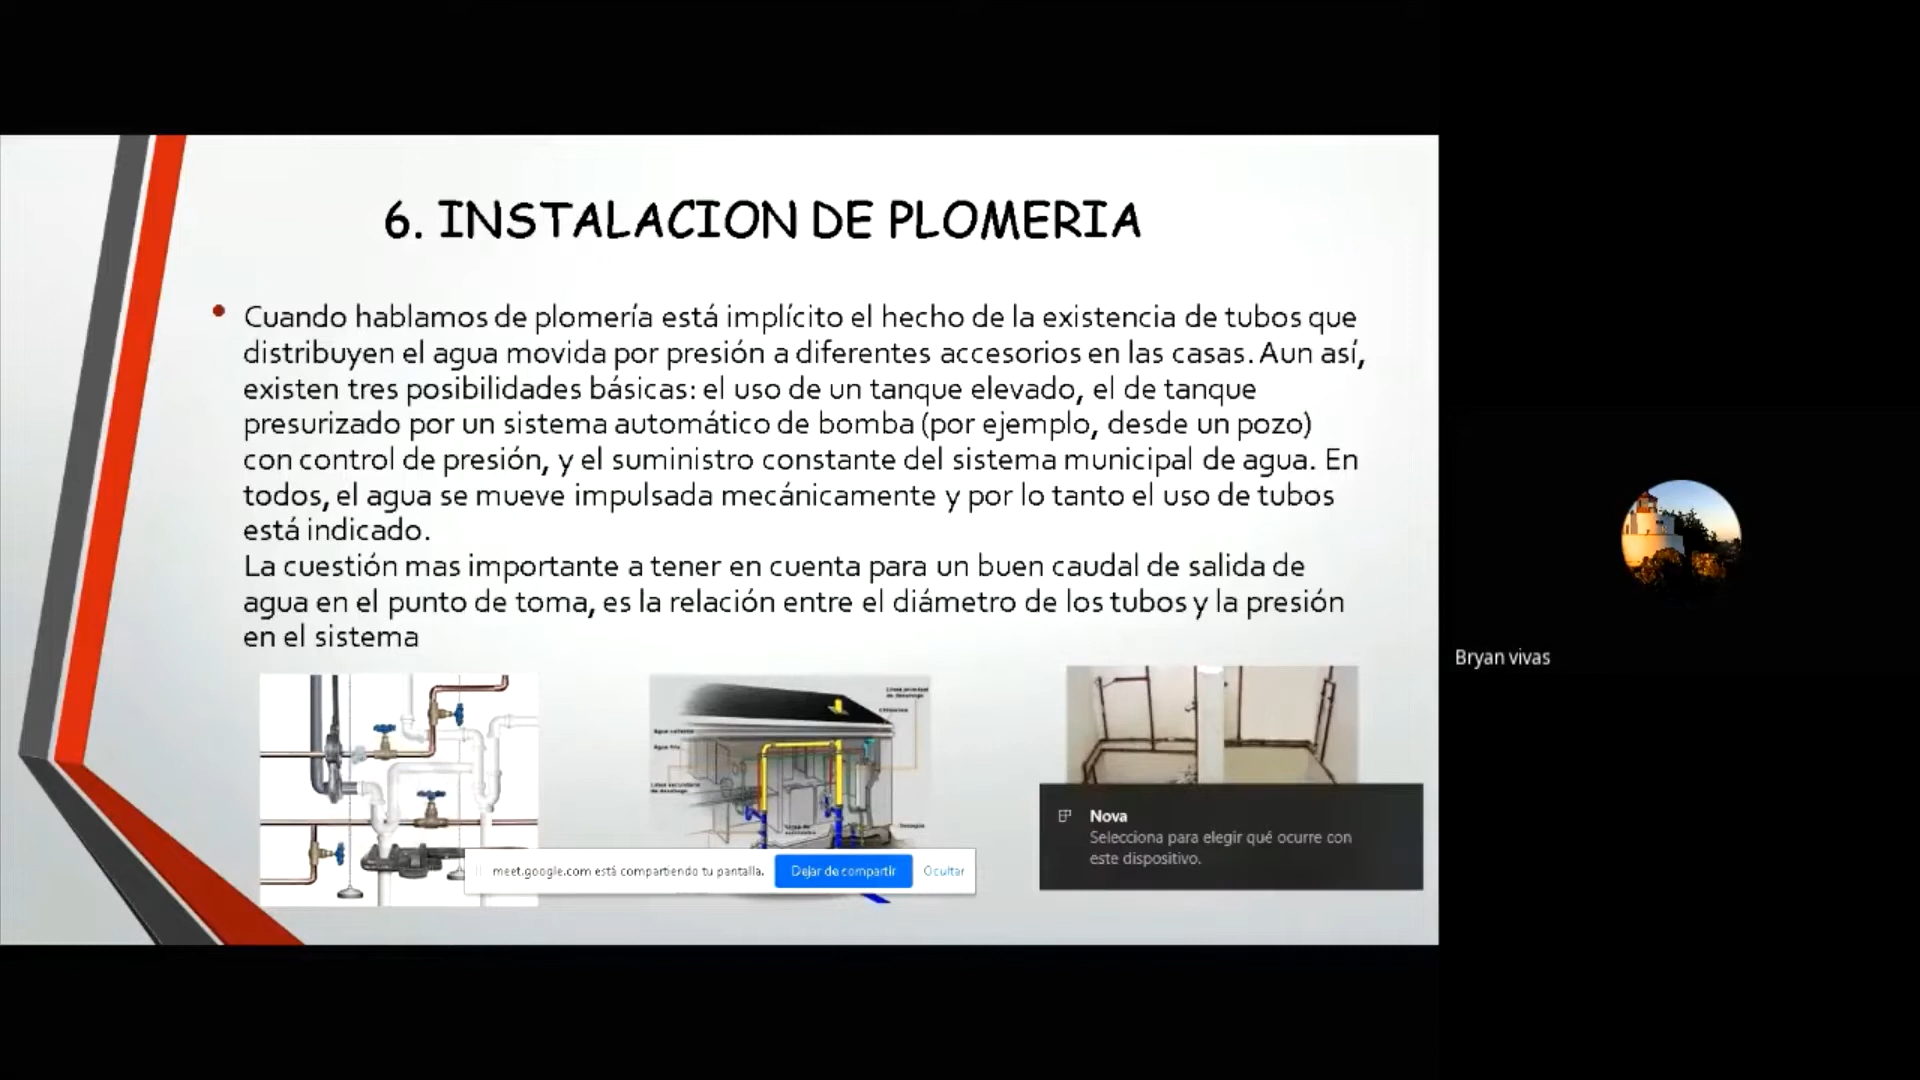 6. INSTALACION DE PLOMERIA
Cuando hablamos de plomería está implícito el hecho de la existencia de tubos que
distribuyen el agua movida por presión a diferentes accesorios en las casas. Aun así,
existen tres posibilidades básicas: el uso de un tanque elevado, el de tanque
presurizado por un sistema automático de bomba (por ejemplo, desde un pozo)
con control de presión, y el suministro constante del sistema municipal de agua. En
todos, el agua se mueve impulsada mecánicamente y por lo tanto el uso de tubos
está indicado.
La cuestión mas importante a tener en cuenta para un buen caudal de salida de
agua en el punto de toma, es la relación entre el diámetro de los tubos y la presión
en el sistema
Bryan vivas
Agua caliente
Agua fría
Nova
Selecciona para elegir qué ocurre con
este dispositivo.
meet.google.com está compartiendo tu pantalla.
Dejar de compartir
Ocultar